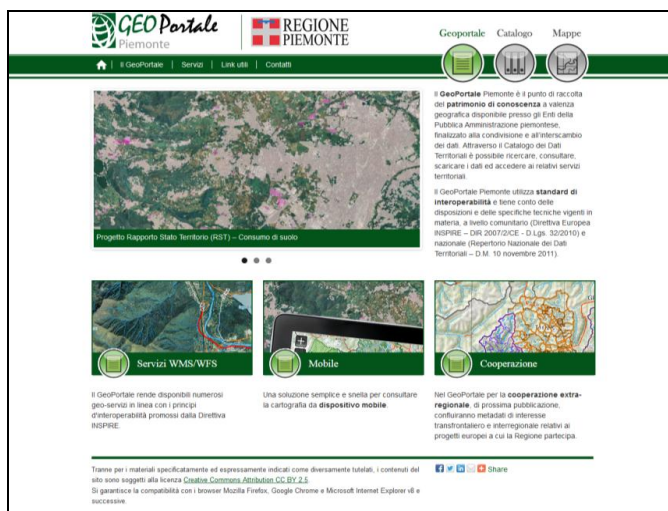 GEO Portale
Piemonte
REGIONE
PIEMONTE
Geoportale Catalogo Mappe
Il GeoPortale | Servizi | Link utili | Contatti
Il GeoPortale Piemonte è il punto di raccolta
del patrimonio di conoscenza a valenza
geografica disponibile presso gli Enti della
Pubblica Amministrazione piemontese,
finalizzato alla condivisione e all'interscambio
dei dati. Attraverso il Catalogo dei Dati
Territoriali è possibile ricercare, consultare,
scaricare i dati ed accedere ai relativi servizi
territoriali.
Il GeoPortale Piemonte utilizza standard di
interoperabilità e tiene conto delle
disposizioni e delle specifiche tecniche vigenti in
materia, a livello comunitario (Direttiva Europea
INSPIRE – DIR 2007/2/CE - D.Lgs. 32/2010) e
nazionale (Repertorio Nazionale dei Dati
Territoriali – D.M. 10 novembre 2011).
Progetto Rapporto Stato Territorio (RST) – Consumo di suolo
Servizi WMS/WFS
Il GeoPortale rende disponibili numerosi
geo-servizi in linea con i principi
d'interoperabilità promossi dalla Direttiva
INSPIRE.
Mobile
Una soluzione semplice e snella per consultare
la cartografia da dispositivo mobile.
Cooperazione
Nel GeoPortale per la cooperazione extra-
regionale, di prossima pubblicazione,
confluiranno metadati di interesse
transfrontaliero e interregionale relativi ai
progetti europei a cui la Regione partecipa.
Tranne per i materiali specificatamente ed espressamente indicati come diversamente tutelati, i contenuti del
sito sono soggetti alla licenza Creative Commons Attribution CC BY 2.5.
Si garantisce la compatibilità con i browser Mozilla Firefox, Google Chrome e Microsoft Internet Explorer v8 e
successive.
Share